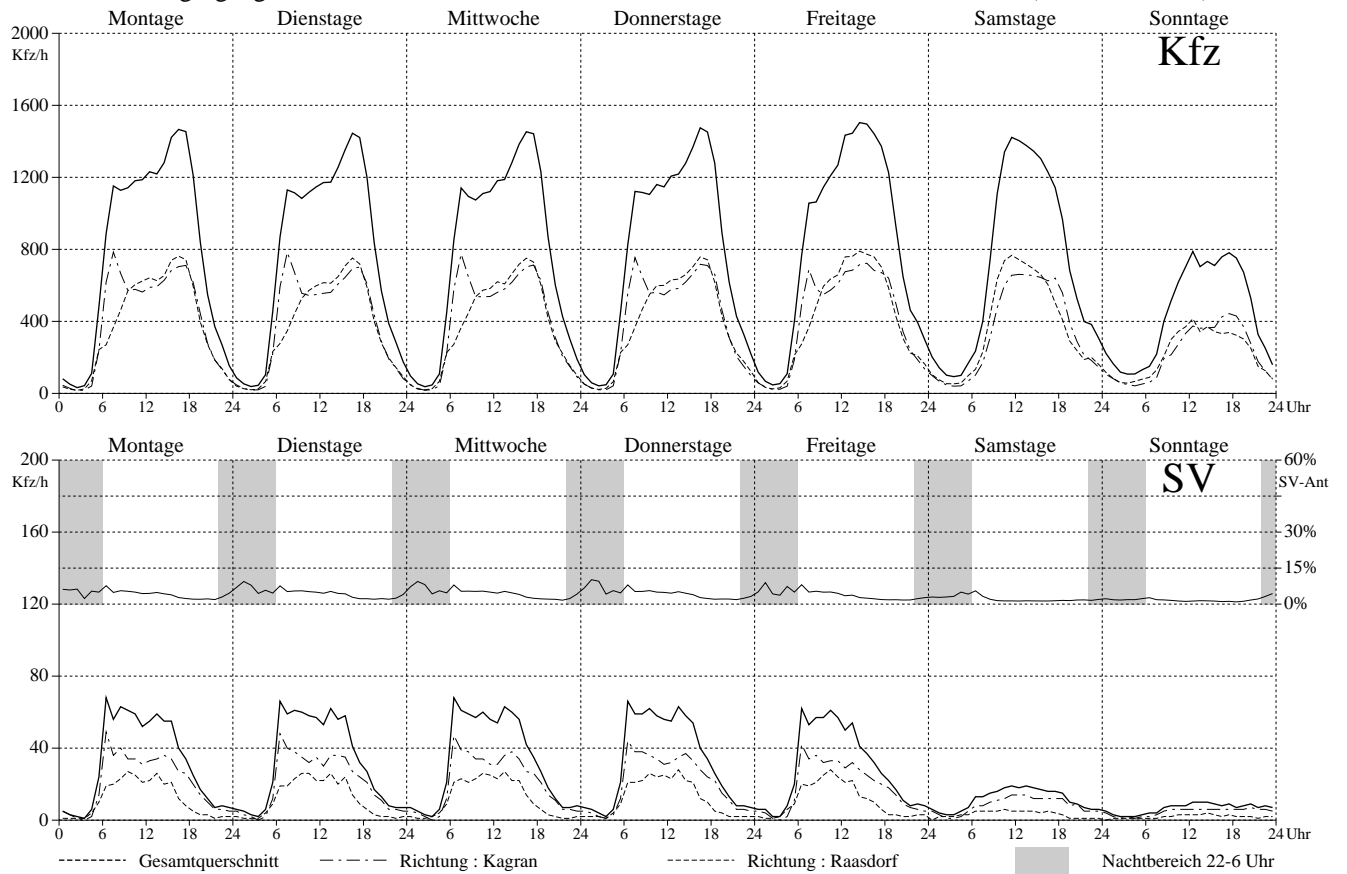 Montage Dienstage Mittwoche Donnerstage Freitage Samstage Sonntage
2000
Kfz/h
Kfz
1600
1200
800
400
0
0 6 12 18 24 6 12 18 24 6 12 18 24 6 12 18 24 6 12 18 24 6 12 18 24 6 12 18 24 Uhr
Montage Dienstage Mittwoche Donnerstage Freitage Samstage Sonntage
200 60%
Kfz/h SV-Ant
SV
160 30%
15%
120 0%
80
40
0
0 6 12 18 24 6 12 18 24 6 12 18 24 6 12 18 24 6 12 18 24 6 12 18 24 6 12 18 24 Uhr
Gesamtquerschnitt Richtung : Kagran Richtung : Raasdorf Nachtbereich 22-6 Uhr